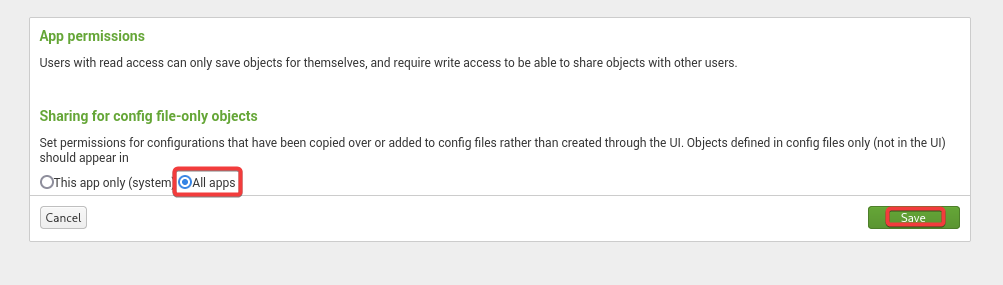 App permissions
Users with read access can only save objects for themselves, and require write access to be able to share objects with other users.
Sharing for config file-only objects
Set permissions for configurations that have been copied over or added to config files rather than created through the UI. Objects defined in config files only (not in the UI)
should appear in
This app only (system) All apps
Cancel Save